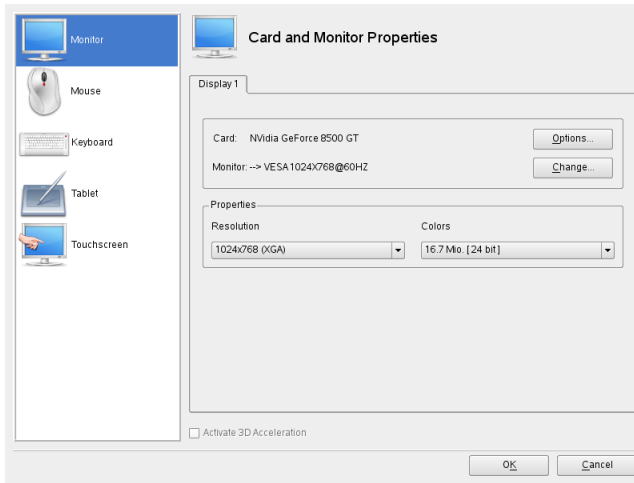 Monitor
Mouse
Keyboard
Tablet
Touchscreen
Card and Monitor Properties
Display 1
Card: NVidia GeForce 8500 GT
Options...
Monitor: --> VESA 1024X768@60HZ
Change...
Properties
Resolution
Colors
1024x768 (XGA)
16.7 Mio. [24 bit]
Activate 3D Acceleration
OK
Cancel